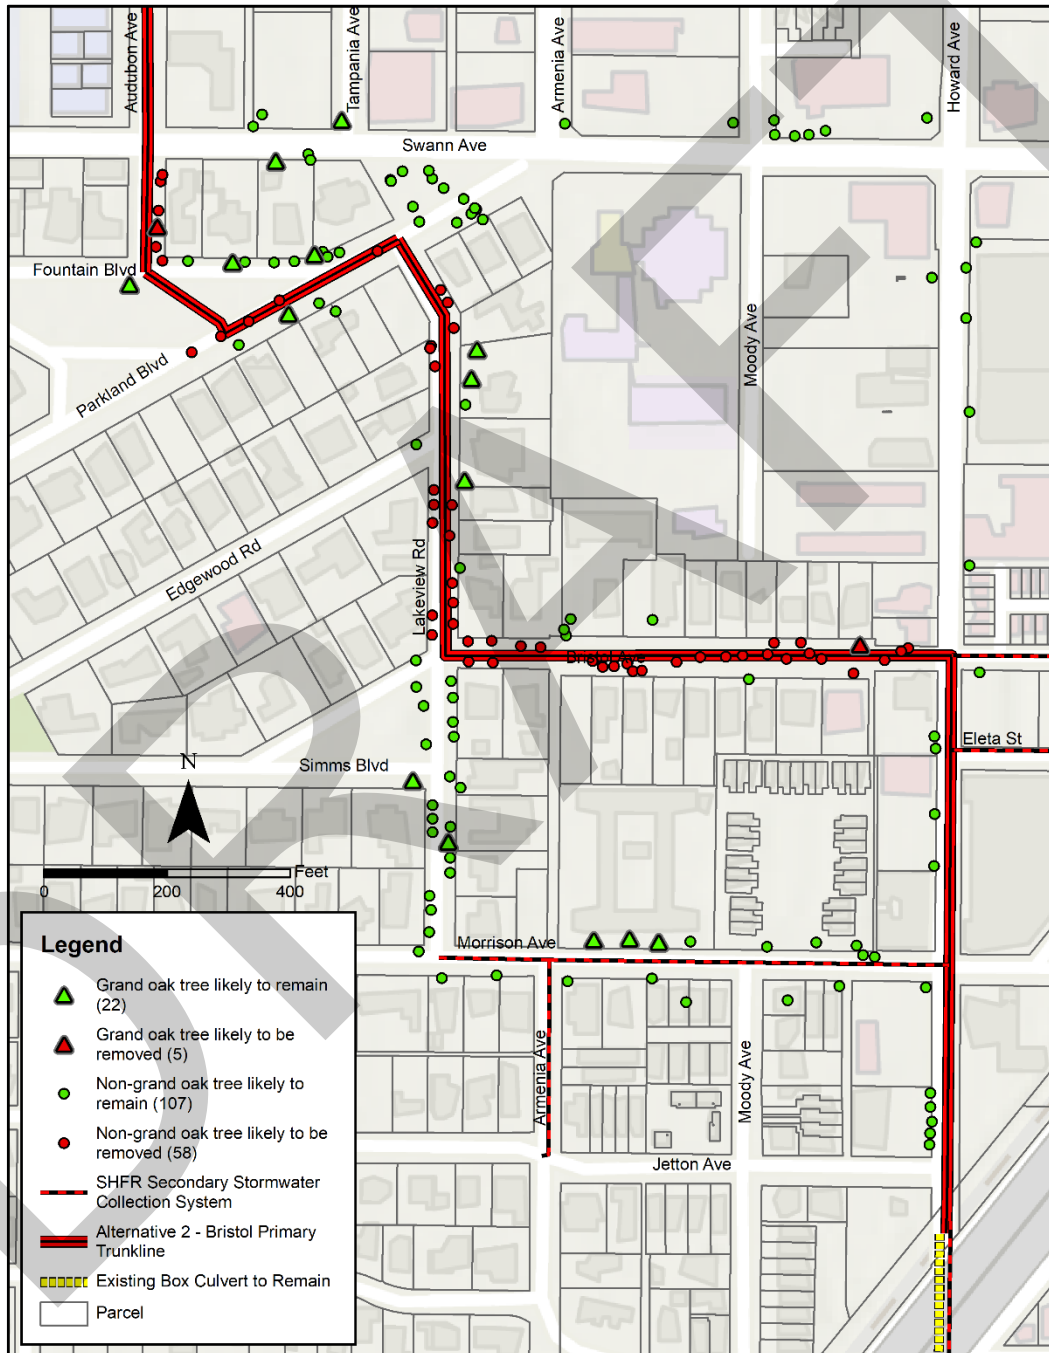 Audubon Ave
Tampania Ave
Armenia Ave
Howard Ave
Swann Ave
Fountain Blvd
Moody Ave
Parkland Blvd
Edgewood Rd
Lakeview Rd
Bristol Ave
Eleta St
N
Simms Blvd
Feet
0 200 400
Morrison Ave
Armenia Ave
Moody Ave
Jetton Ave
Legend
Grand oak tree likely to remain
(22)
Grand oak tree likely to be
removed (5)
Non-grand oak tree likely to
remain (107)
Non-grand oak tree likely to be
removed (58)
SHFR Secondary Stormwater
Collection System
Alternative 2 - Bristol Primary
Trunkline
Existing Box Culvert to Remain
Parcel
DRAFT